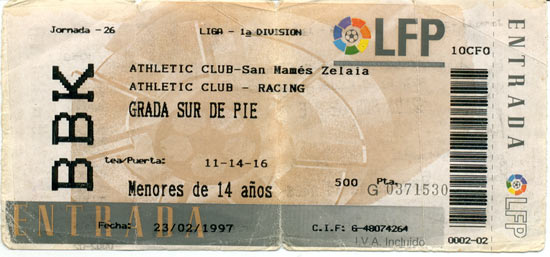 Jornada - 26
LIGA - 1ª DIVISION
LFP
10CF0
BBK
ATHLETIC CLUB-San Mamés Zelaia
ATHLETIC CLUB - RACING
GRADA SUR DE PIE
tea/Puerta: 11-14-16
Menores de 14 años
500 Pta.
G 0371530
ENTRADA
Fecha: 23/02/1997
C.I.F: G-48074264
I.V.A. Incluido
ENTRADA
LFP
0002-02